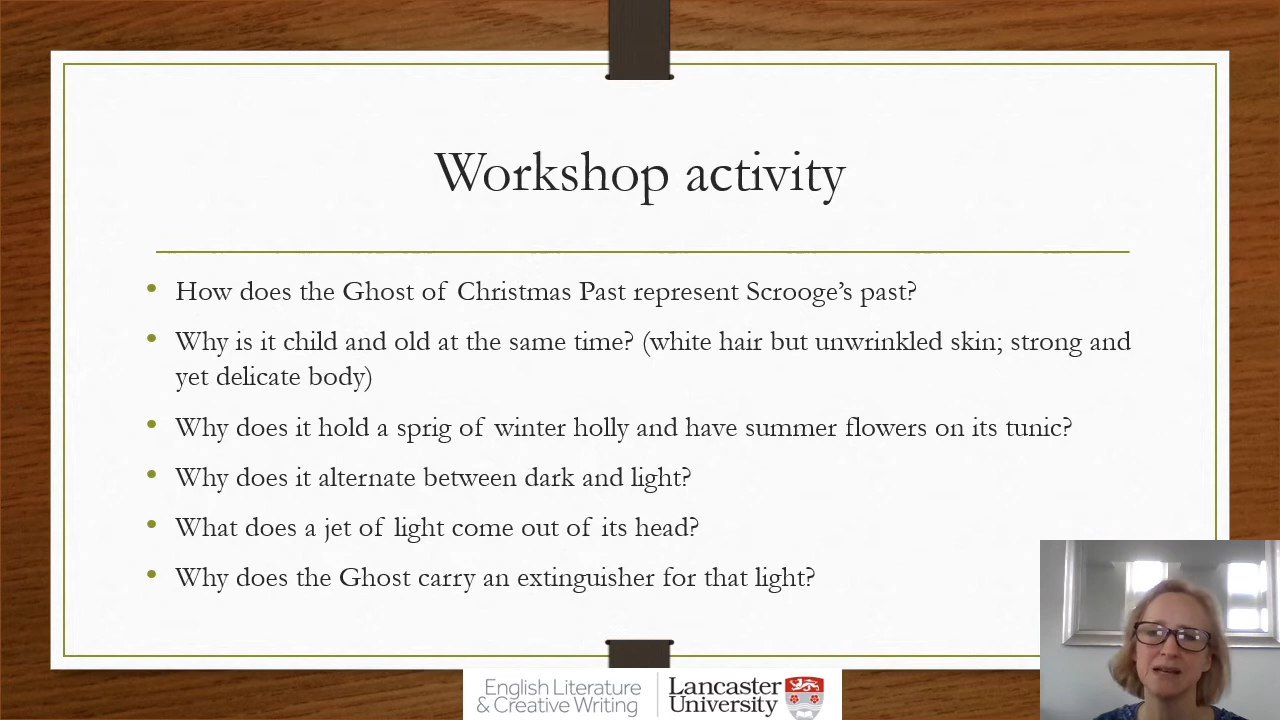 Workshop activity
• How does the Ghost of Christmas Past represent Scrooge’s past?
• Why is it child and old at the same time? (white hair but unwrinkled skin; strong and
yet delicate body)
• Why does it hold a sprig of winter holly and have summer flowers on its tunic?
• Why does it alternate between dark and light?
• What does a jet of light come out of its head?
• Why does the Ghost carry an extinguisher for that light?
English Literature
& Creative Writing
Lancaster
University